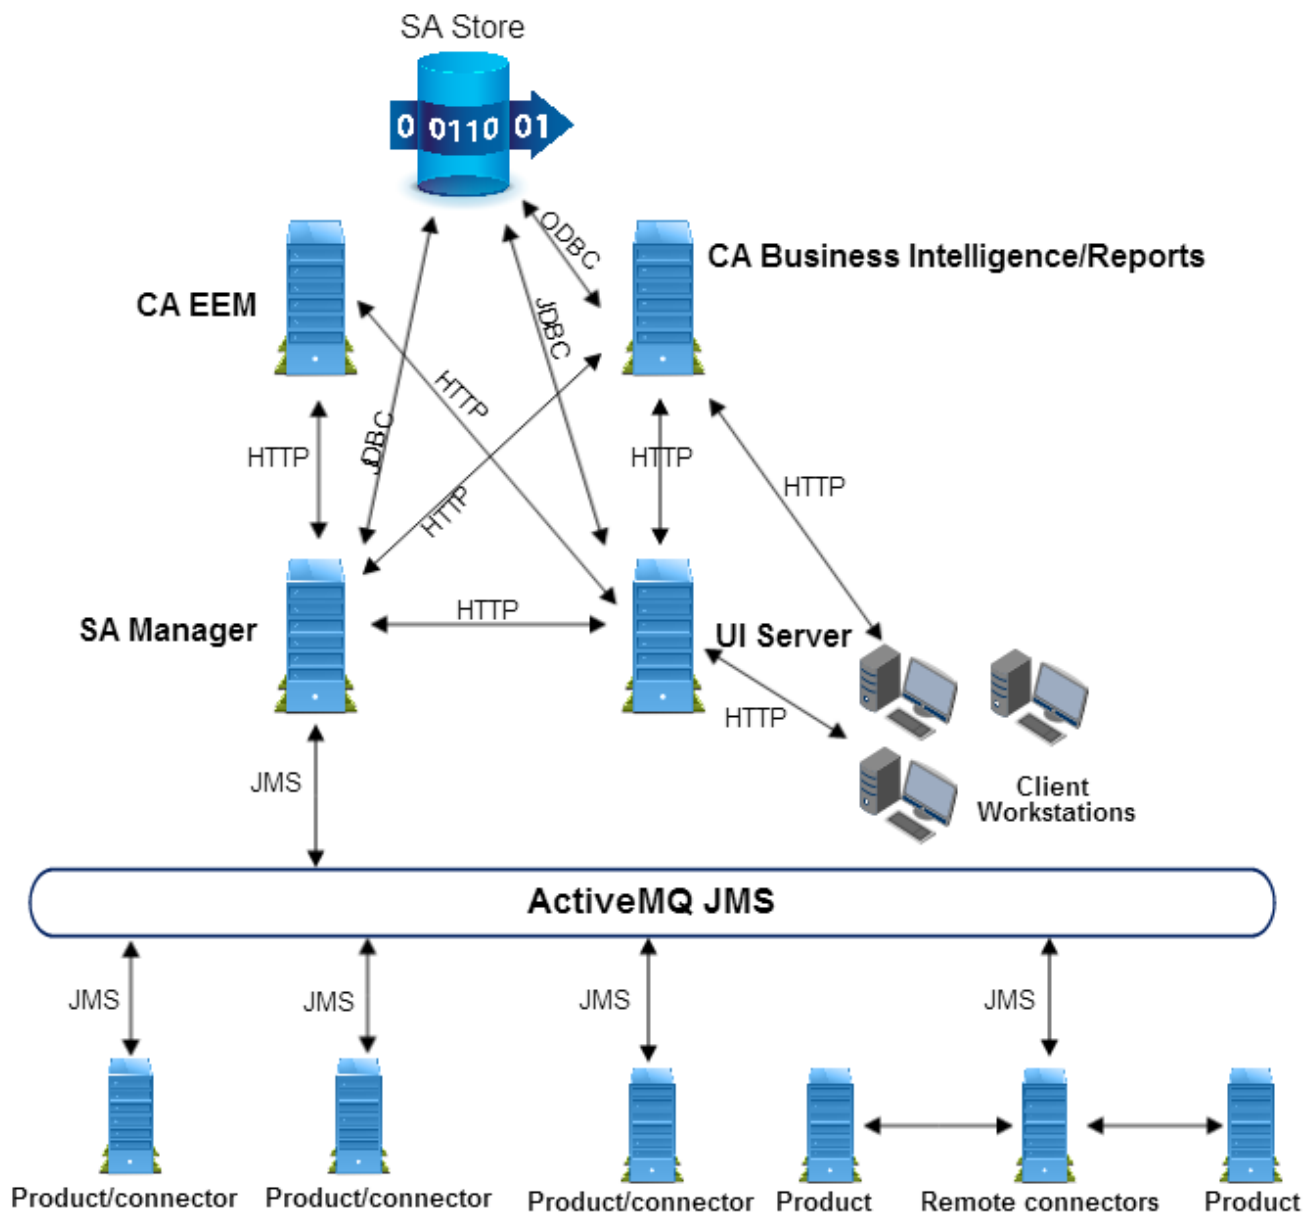 SA Store
0 0110 01
ODBC
CA Business Intelligence/Reports
CA EEM
JDBC
HTTP
JDBC
HTTP
HTTP
HTTP
HTTP
SA Manager
HTTP
UI Server
HTTP
JMS
Client
Workstations
ActiveMQ JMS
JMS
JMS
JMS
JMS
Product/connector
Product/connector
Product/connector
Product
Remote connectors
Product